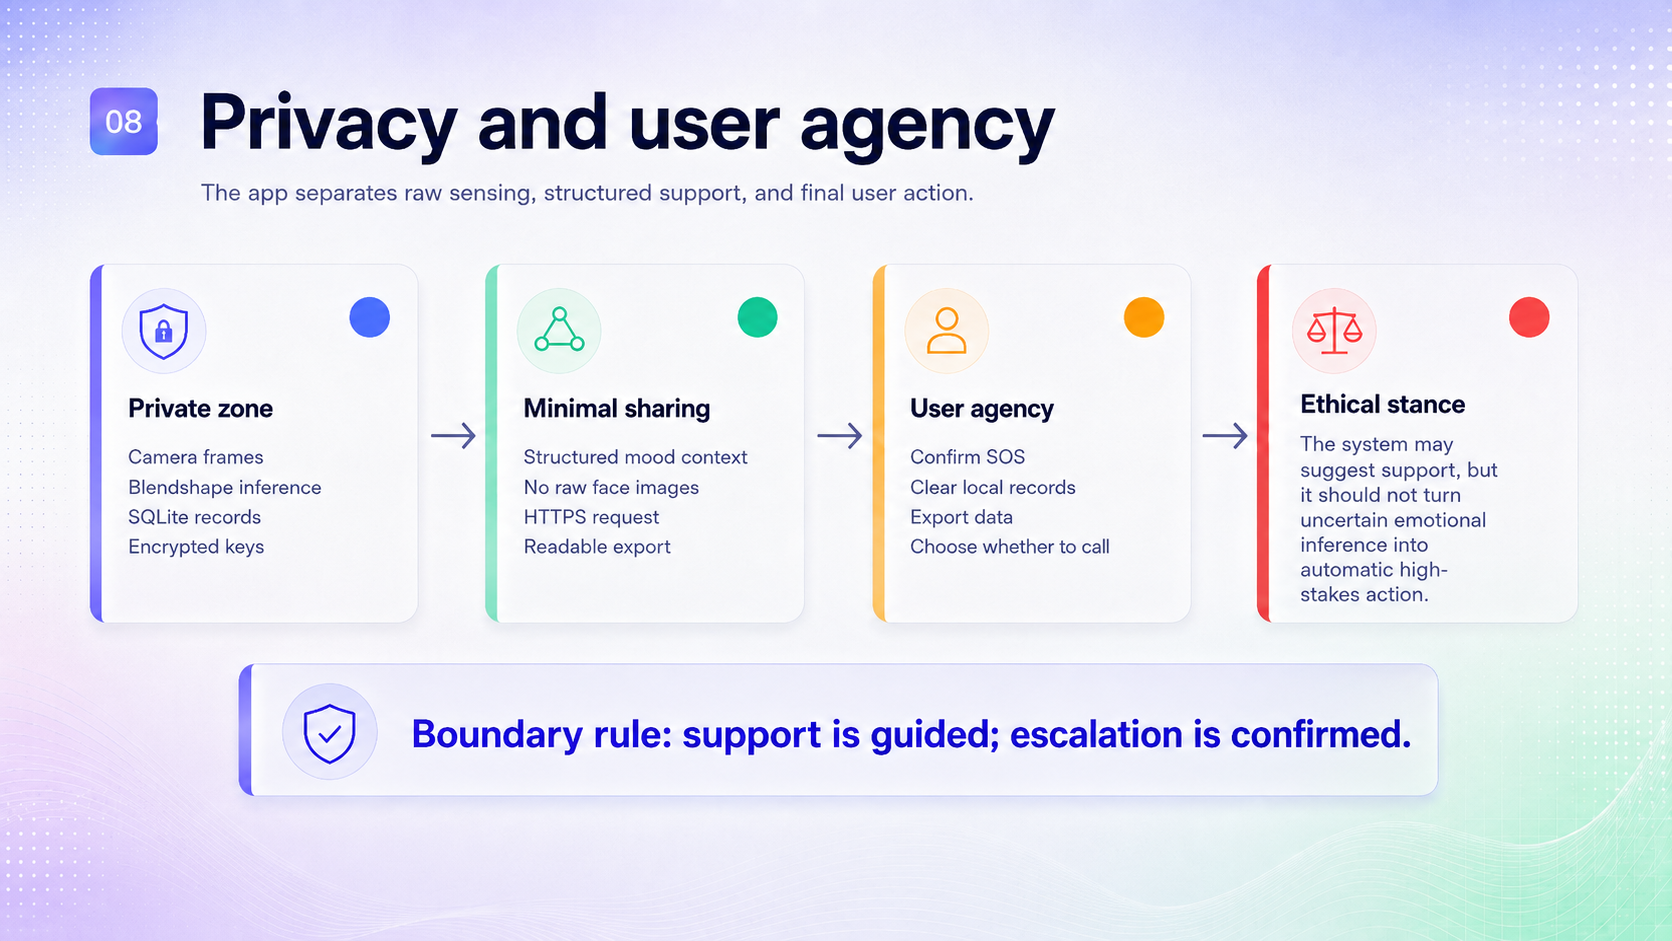 08
Privacy and user agency
The app separates raw sensing, structured support, and final user action.
Private zone
Camera frames
Blendshape inference
SQLite records
Encrypted keys
Minimal sharing
Structured mood context
No raw face images
HTTPS request
Readable export
User agency
Confirm SOS
Clear local records
Export data
Choose whether to call
Ethical stance
The system may
suggest support, but
it should not turn
uncertain emotional
inference into
automatic high-
stakes action.
Boundary rule: support is guided; escalation is confirmed.